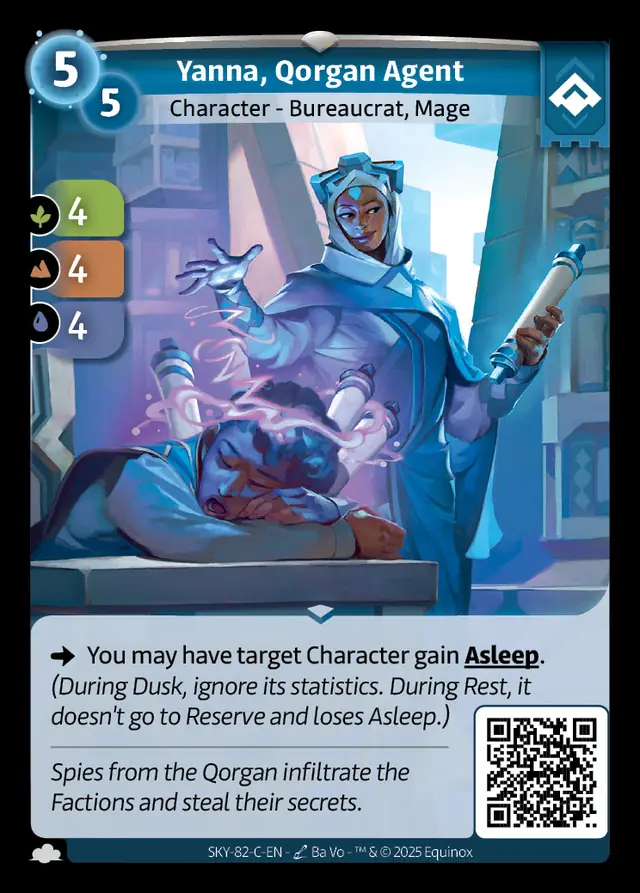 5
5
Yanna, Qorgan Agent
Character - Bureaucrat, Mage
4
4
4
You may have target Character gain Asleep.
(During Dusk, ignore its statistics. During Rest, it
doesn't go to Reserve and loses Asleep.)
Spies from the Qorgan infiltrate the
Factions and steal their secrets.
SKY-82-C-EN - Ba Vo - ™ & © 2025 Equinox